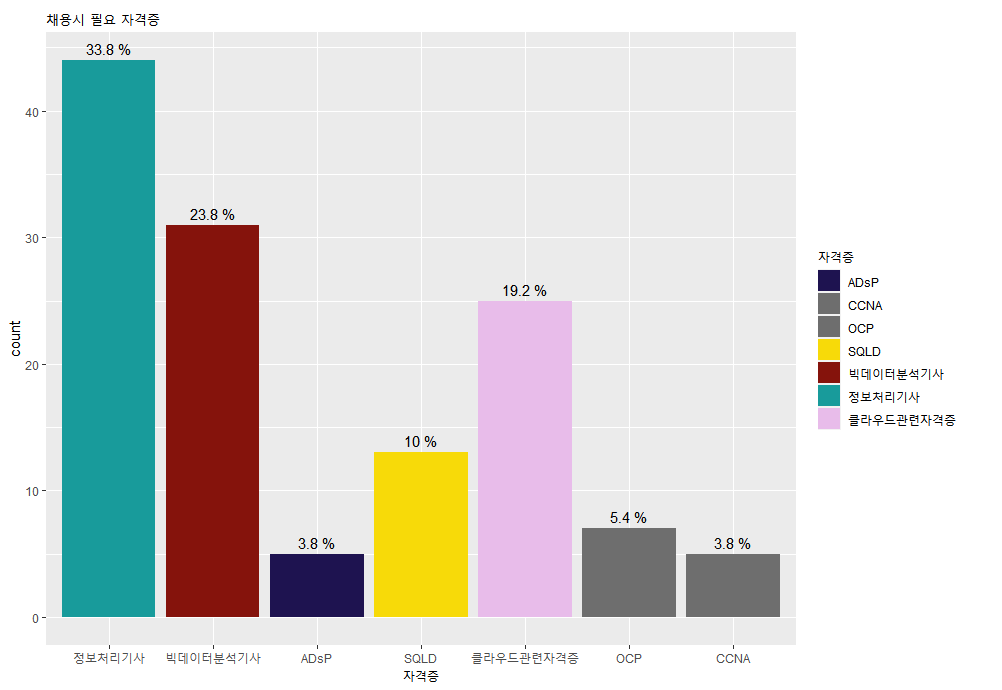 채용시 필요 자격증
33.8 %
23.8 %
3.8 %
10 %
19.2 %
5.4 %
3.8 %
40
30
20
10
0
count
정보처리기사
빅데이터분석기사
ADsP
SQLD
클라우드관련자격증
OCP
CCNA
자격증
자격증
ADsP
CCNA
OCP
SQLD
빅데이터분석기사
정보처리기사
클라우드관련자격증